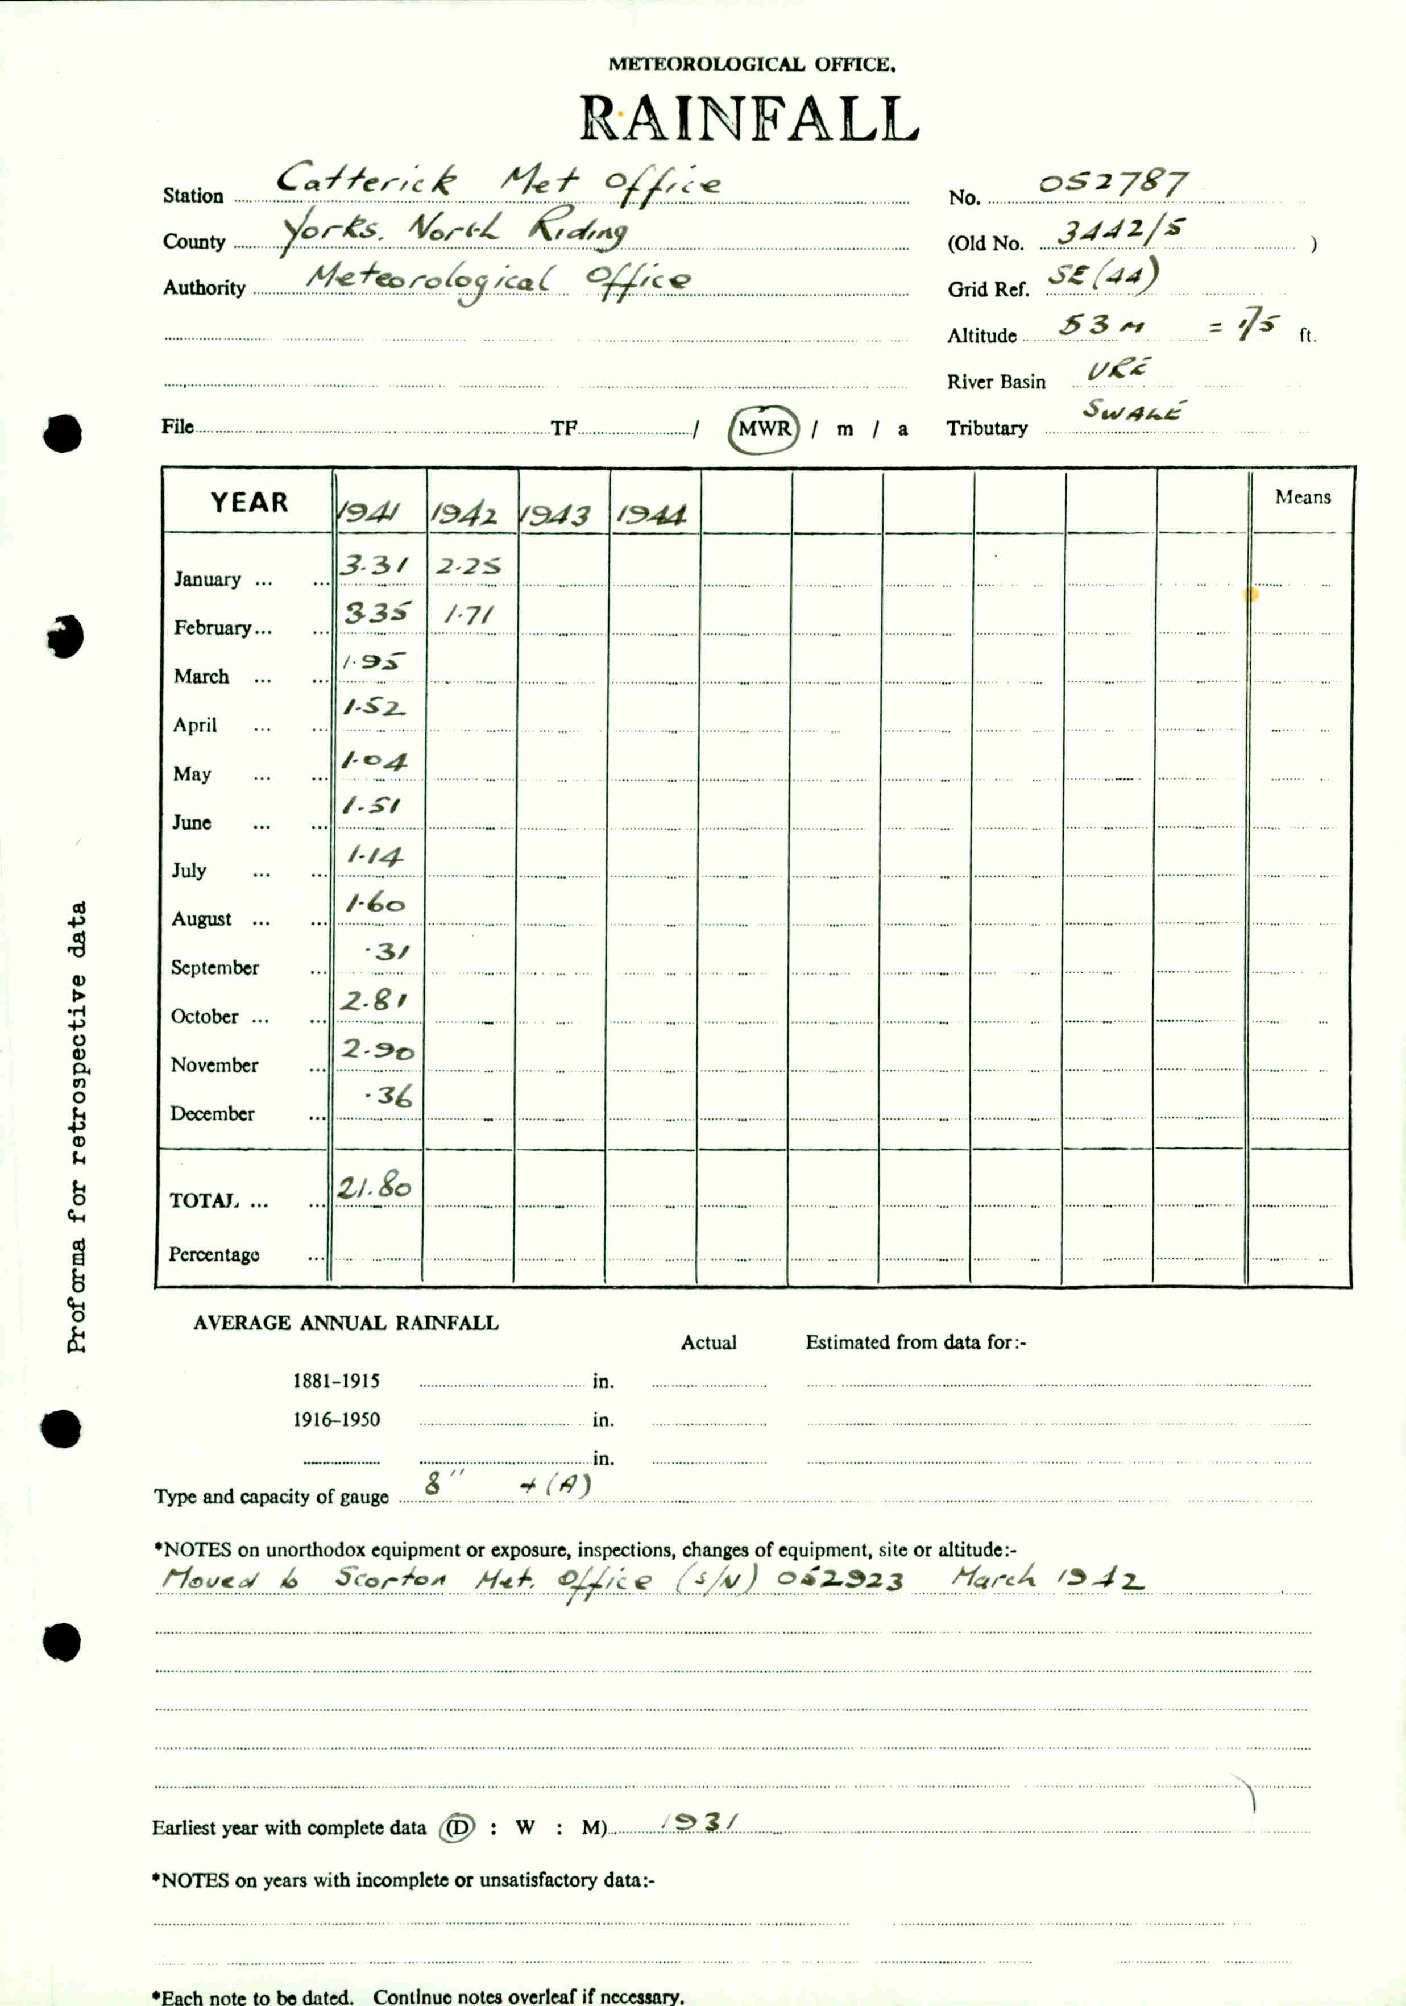 METEOROLOGICAL OFFICE.
RAINFALL
Station Catterick Met Office No. 052787
County Yorks. North Riding (Old No. 3442/5 )
Authority Meteorological Office Grid Ref. SE(44)
Altitude 53 M = 175 ft.
River Basin URE
File TF / MWR / m / a Tributary SWALE
YEAR 1941 1942 1943 1944 Means
January ... ... 3.31 2.25
February... ... 3.35 1.71
March ... ... 1.95
April ... ... 1.52
May ... ... 1.04
June ... ... 1.51
July ... ... 1.14
August ... ... 1.60
September ... .31
October ... ... 2.81
November ... 2.90
December ... .36
TOTAL ... ... 21.80
Percentage ...
Proforma for retrospective data
AVERAGE ANNUAL RAINFALL
Actual Estimated from data for:-
1881-1915 in.
1916-1950 in.
in.
Type and capacity of gauge 8" + (A)
*NOTES on unorthodox equipment or exposure, inspections, changes of equipment, site or altitude:-
Moved to Scorton Met. Office (S/N) 052923 March 1942
Earliest year with complete data (D : W : M) 1931
*NOTES on years with incomplete or unsatisfactory data:-
*Each note to be dated. Continue notes overleaf if necessary.